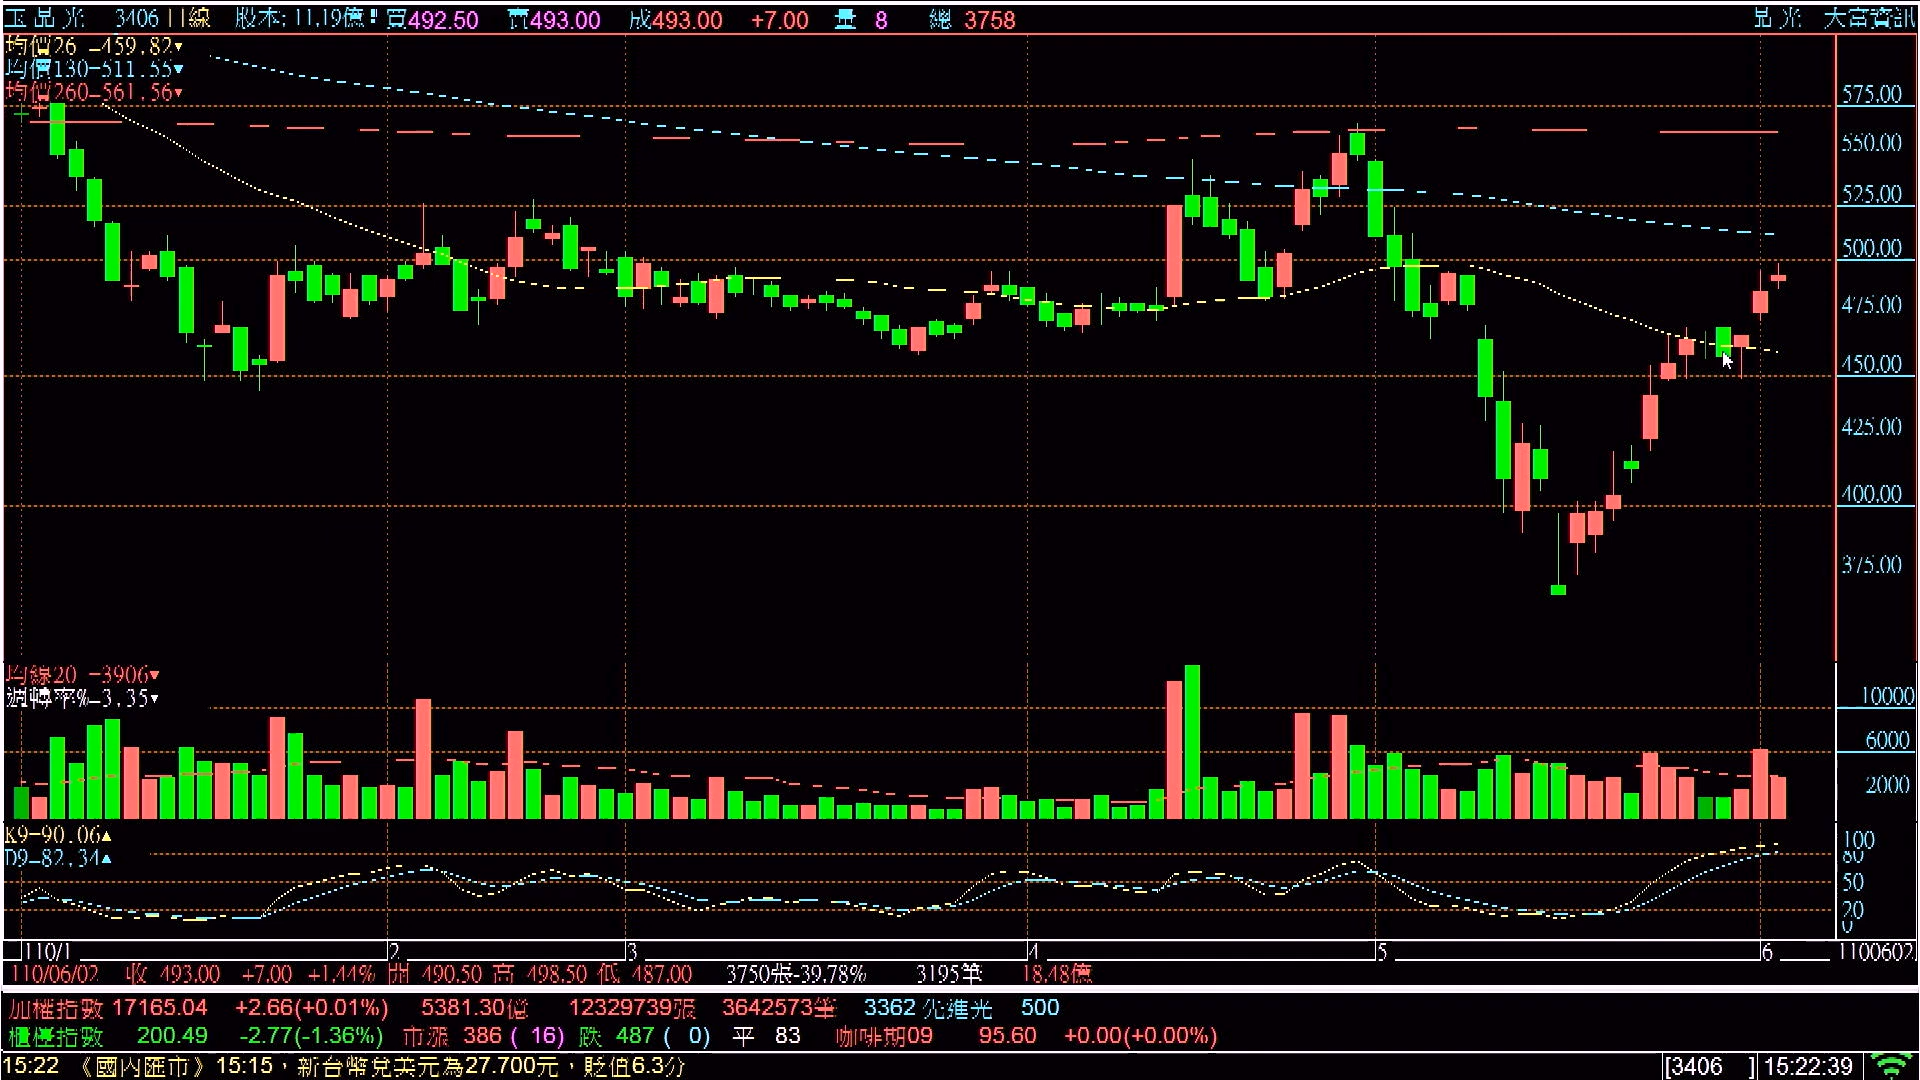 玉晶光 3406 日線 股本: 11.19億 買492.50 賣493.00 成493.00 +7.00 量 8 總 3758 大富資訊
均價26 -459.82▼
均價130-511.55▼
均價260-561.56▼
575.00
550.00
525.00
500.00
475.00
450.00
425.00
400.00
375.00
均線20 -3906▼
週轉率%-3.35▼
10000
6000
2000
K9-90.06▲
D9-82.34▲
100
80
50
20
0
110/1 2 3 4 5 6 1100602
110/06/02 收 493.00 +7.00 +1.44% 開 490.50 高 498.50 低 487.00 3750張-39.78% 3195筆 18.48億
加權指數 17165.04 +2.66(+0.01%) 5381.30億 12329739張 3642573筆 3362 先進光 500
櫃檯指數 200.49 -2.77(-1.36%) 市漲 386 ( 16) 跌 487 ( 0) 平 83 咖啡期09 95.60 +0.00(+0.00%)
15:22 《國內匯市》15:15，新台幣兌美元為27.700元，貶值6.3分 [3406 ] 15:22:39